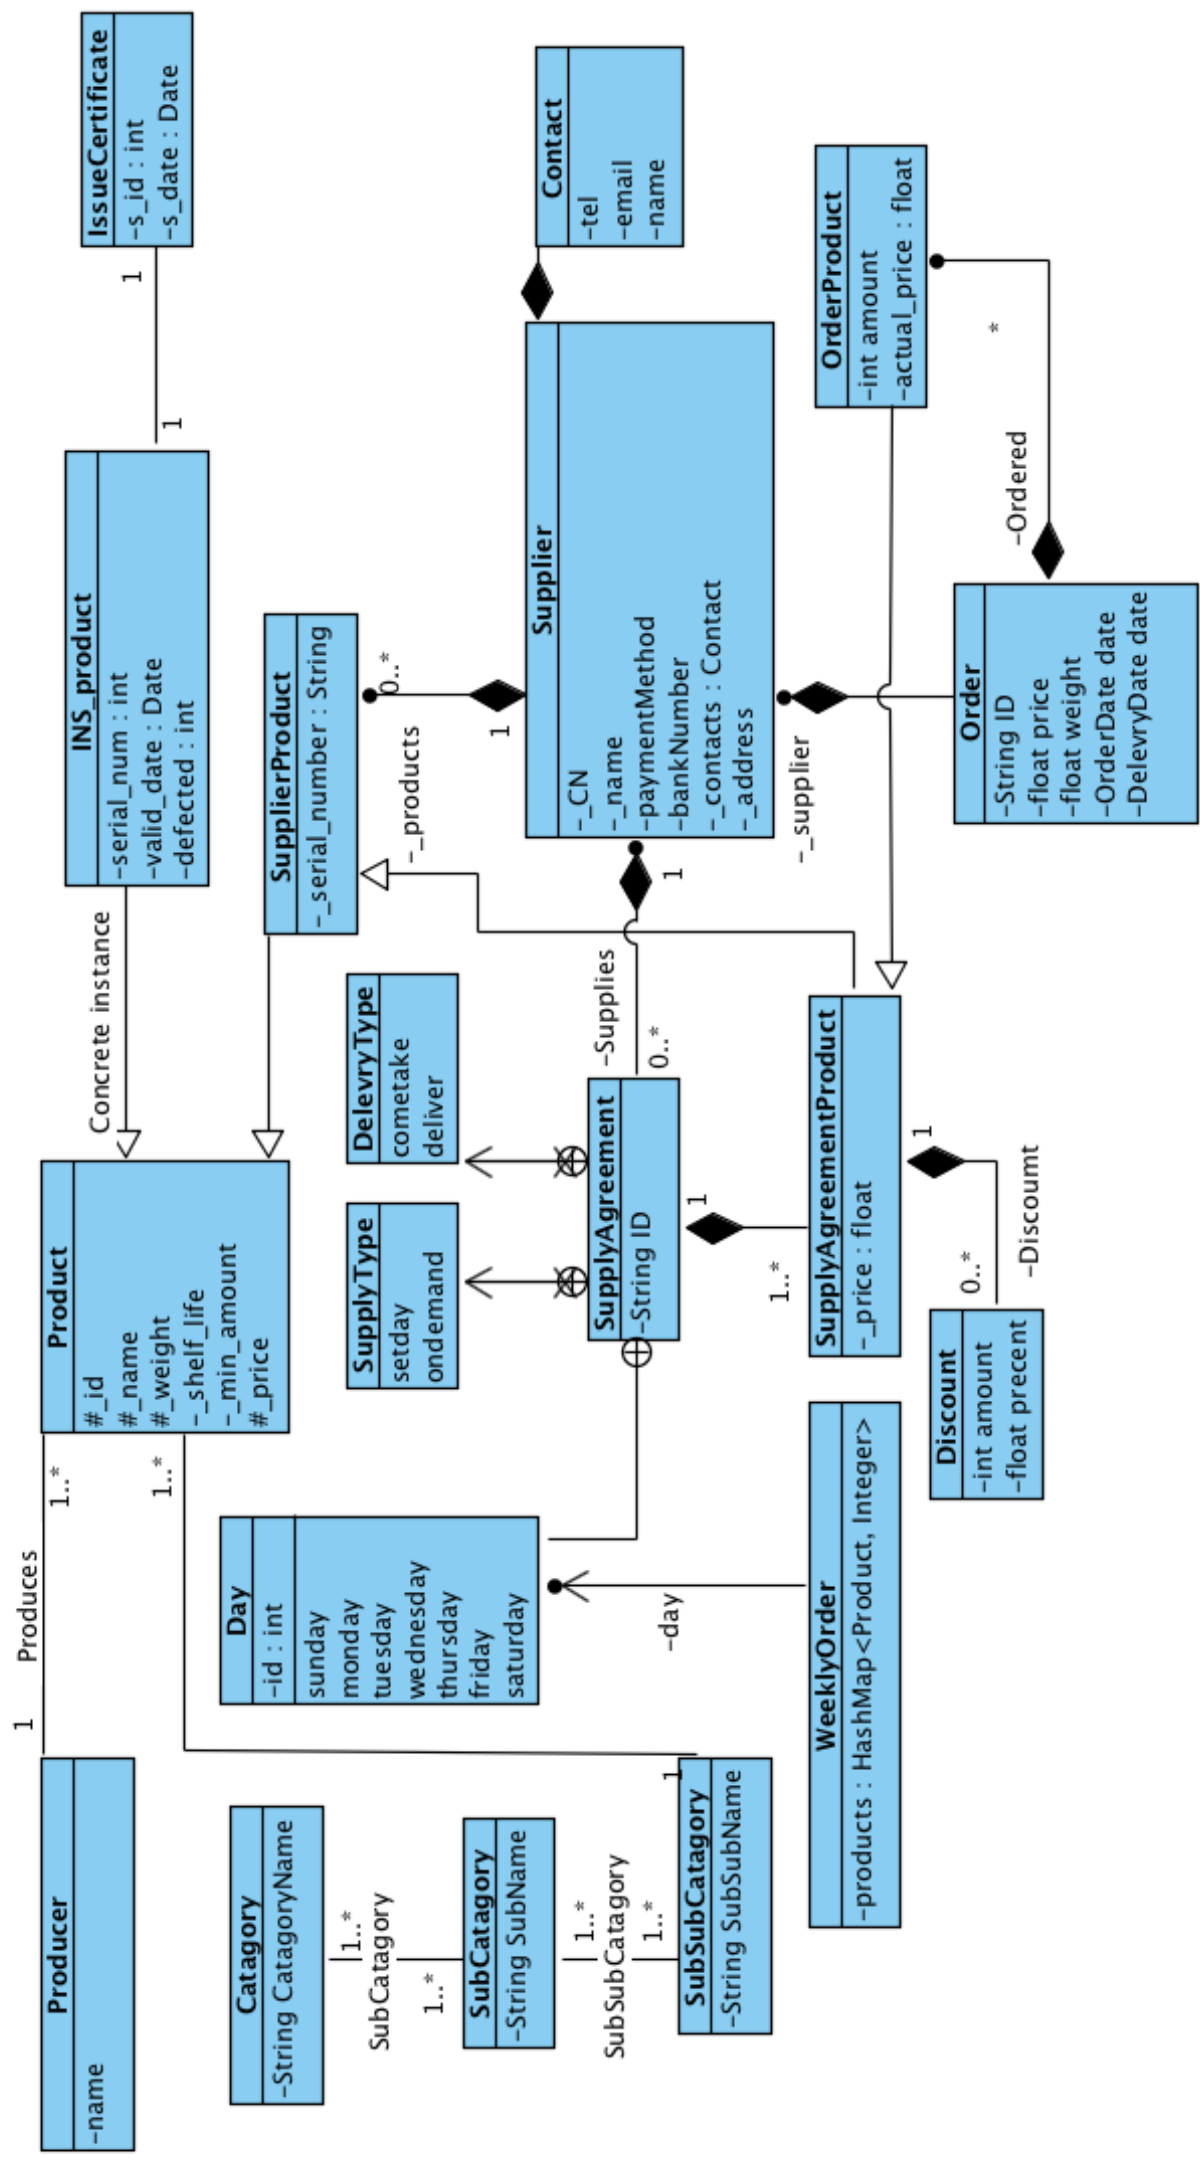 Producer
-name
1
Produces
1..*
Product
#_id
#_name
#_weight
-_shelf_life
-_min_amount
#_price
1..*
Concrete instance
INS_product
-serial_num : int
-valid_date : Date
-defected : int
1
1
IssueCertificate
-s_id : int
-s_date : Date
Catagory
-String CatagoryName
1..*
SubCatagory
1..*
SubCatagory
-String SubName
1..*
SubSubCatagory
1..*
SubSubCatagory
-String SubSubName
1
Day
-id : int
sunday
monday
tuesday
wednesday
thursday
friday
saturday
SupplyType
setday
ondemand
DelevryType
cometake
deliver
SupplierProduct
-_serial_number : String
0..*
-_products
1
SupplyAgreement
-String ID
-Supplies
0..*
1
Supplier
-_CN
-_name
-paymentMethod
-bankNumber
-_contacts : Contact
-_address
Contact
-tel
-email
-name
-day
1
1..*
-_supplier
WeeklyOrder
-products : HashMap<Product, Integer>
SupplyAgreementProduct
-_price : float
OrderProduct
-int amount
-actual_price : float
1
0..*
-Discoumt
Discount
-int amount
-float precent
Order
-String ID
-float price
-float weight
-OrderDate date
-DelevryDate date
-Ordered
*